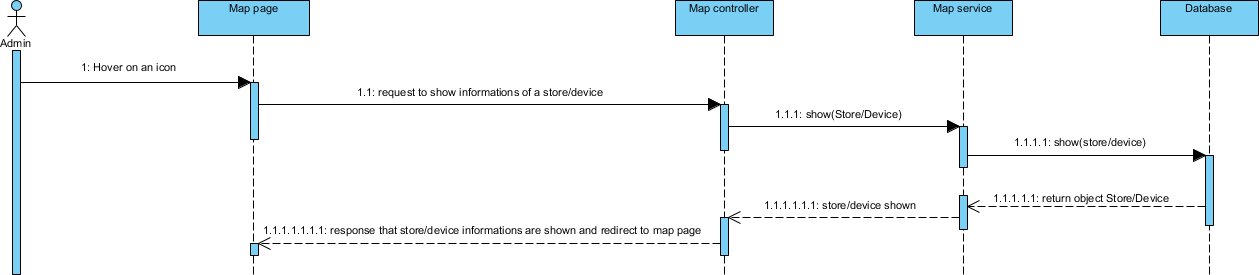 Map page
Map controller
Map service
Database
Admin
1: Hover on an icon
1.1: request to show informations of a store/device
1.1.1: show(Store/Device)
1.1.1.1: show(store/device)
1.1.1.1.1: return object Store/Device
1.1.1.1.1.1: store/device shown
1.1.1.1.1.1.1: response that store/device informations are shown and redirect to map page